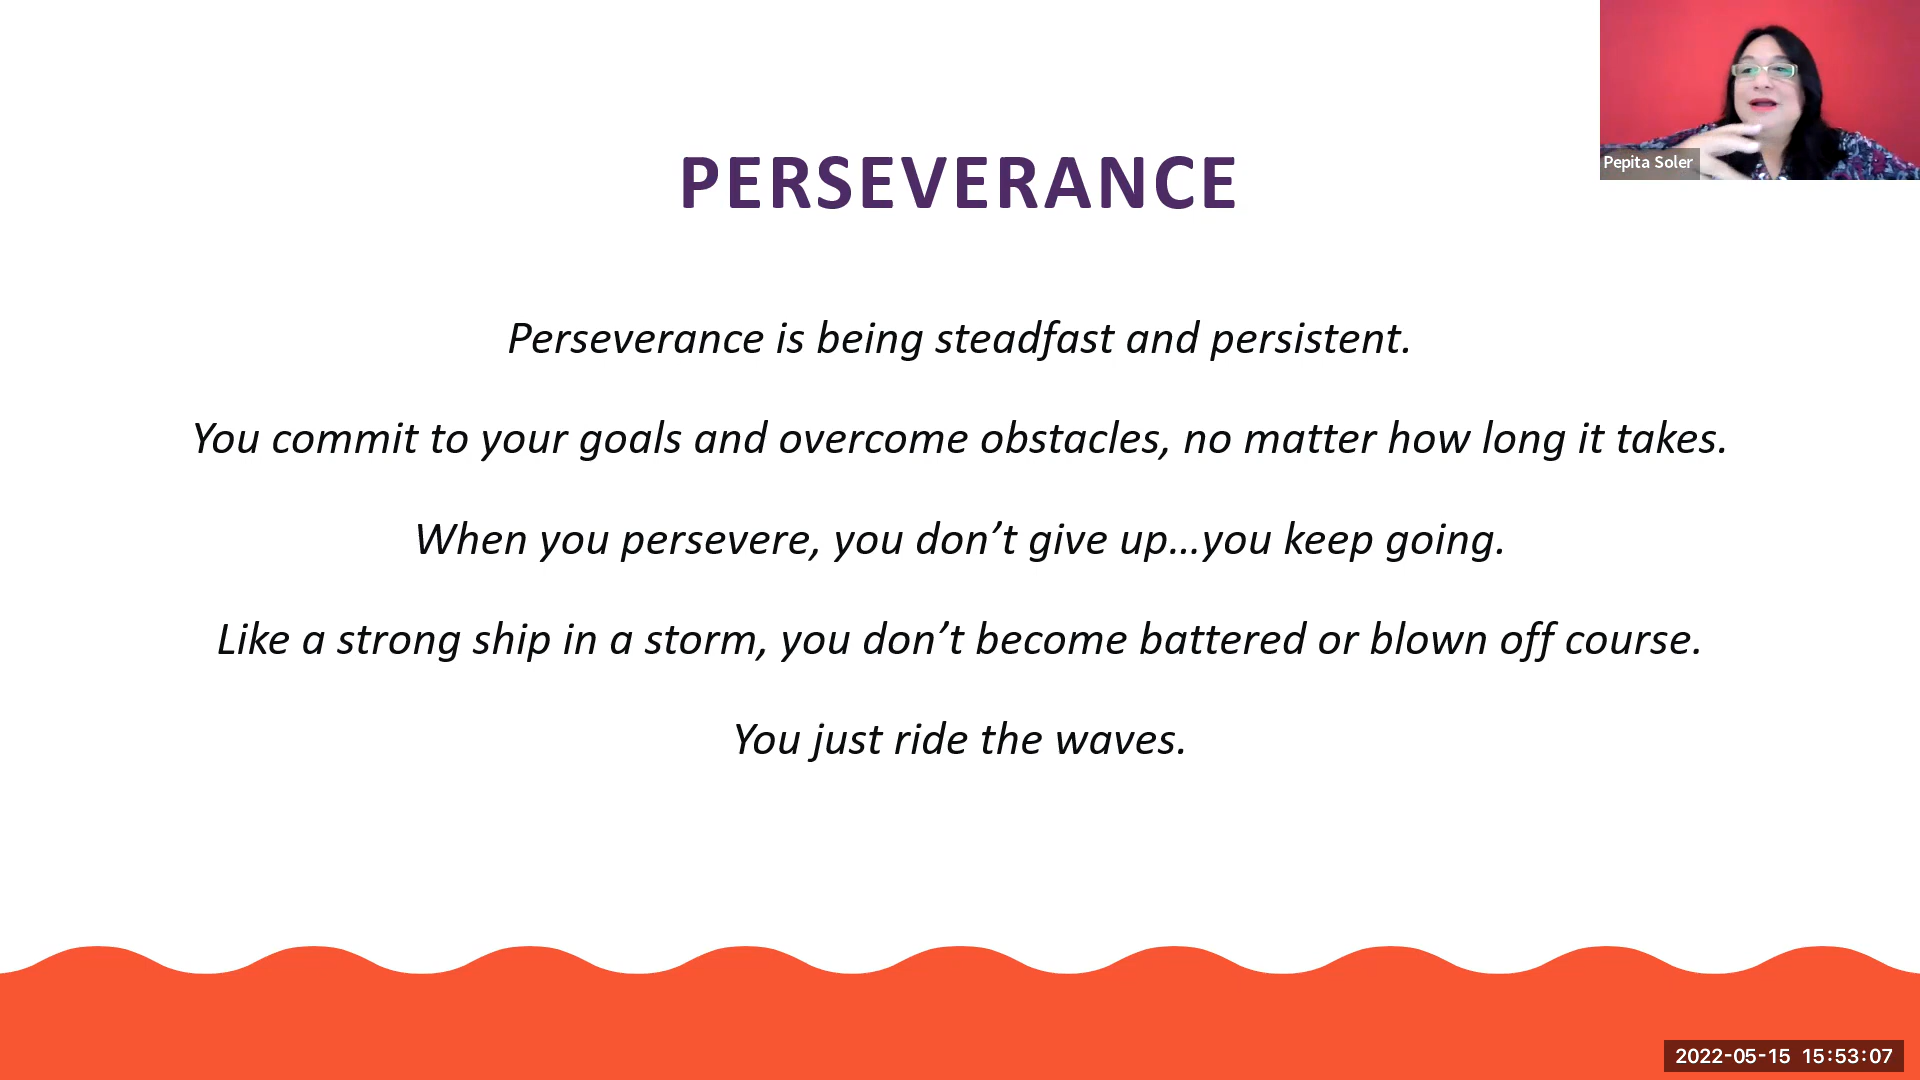 Pepita Soler
PERSEVERANCE
Perseverance is being steadfast and persistent.
You commit to your goals and overcome obstacles, no matter how long it takes.
When you persevere, you don’t give up…you keep going.
Like a strong ship in a storm, you don’t become battered or blown off course.
You just ride the waves.
2022-05-15 15:53:07